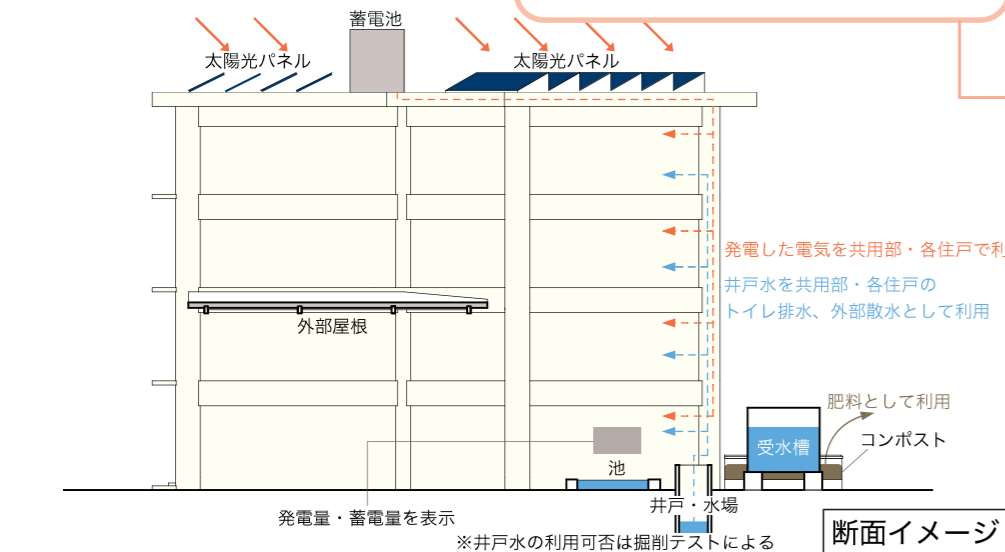 蓄電池
太陽光パネル
太陽光パネル
発電した電気を共用部・各住戸で利
井戸水を共用部・各住戸の
トイレ排水、外部散水として利用
外部屋根
肥料として利用
受水槽
コンポスト
池
井戸・水場
発電量・蓄電量を表示
※井戸水の利用可否は掘削テストによる
断面イメージ